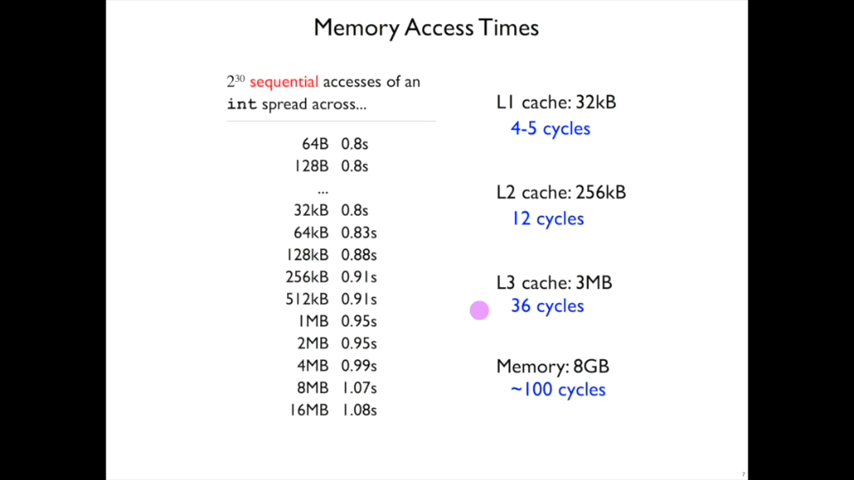 Memory Access Times
2³⁰ sequential accesses of an
int spread across...
64B 0.8s
128B 0.8s
...
32kB 0.8s
64kB 0.83s
128kB 0.88s
256kB 0.91s
512kB 0.91s
1MB 0.95s
2MB 0.95s
4MB 0.99s
8MB 1.07s
16MB 1.08s
L1 cache: 32kB
4-5 cycles
L2 cache: 256kB
12 cycles
L3 cache: 3MB
36 cycles
Memory: 8GB
~100 cycles
7